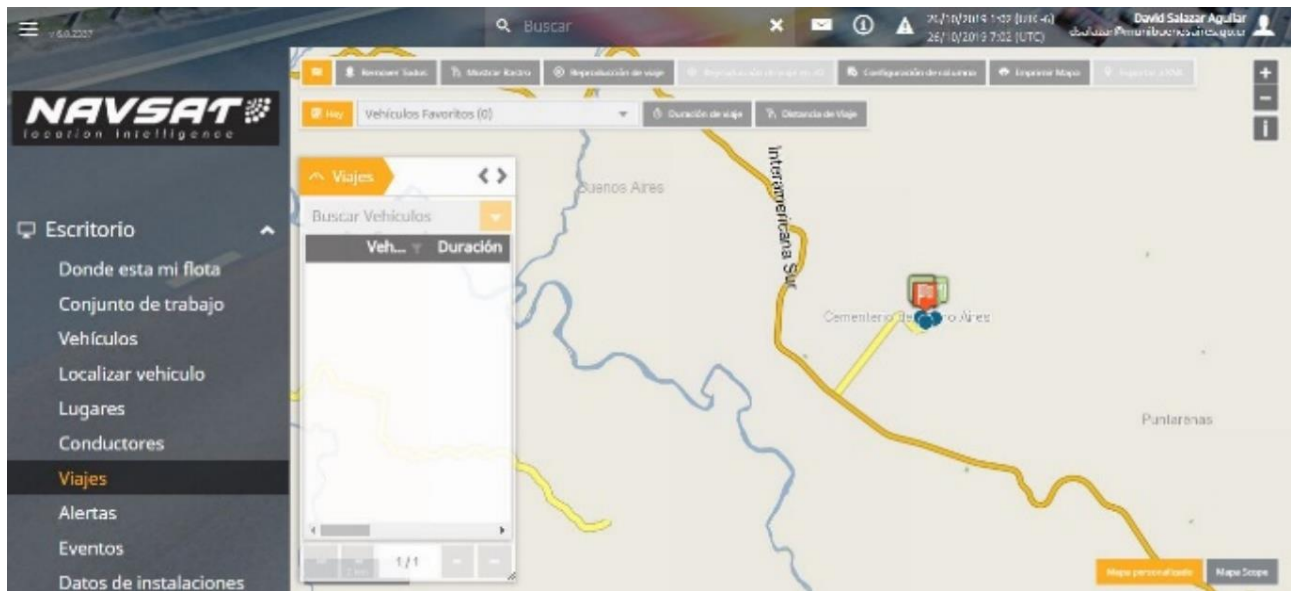 Buscar
David Salazar Aguilar
26/10/2019 7:02 (UTC)
Remover Todos
Mostrar Rastro
Reproducción de viaje
Configuración de columna
Imprimir Mapa
NAVSAT
location intelligence
Hoy
Vehículos Favoritos (0)
Duración de viaje
Distancia de Viaje
Viajes
Buscar Vehículos
Veh...
Duración
1/1
Escritorio
Donde esta mi flota
Conjunto de trabajo
Vehículos
Localizar vehiculo
Lugares
Conductores
Viajes
Alertas
Eventos
Datos de instalaciones
Buenos Aires
Interamericana Sur
Cementerio
Aires
Puntarenas
Mapa personalizado
Mapa Scope